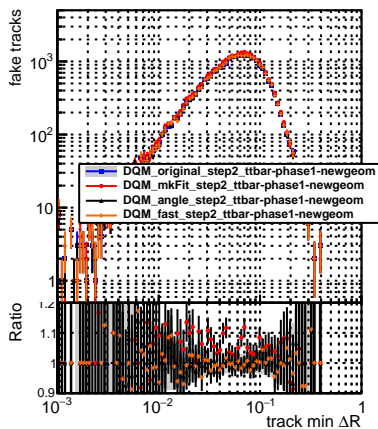 fake tracks
10³
10²
DQM_original_step2_ttbar-phase1-newgeom
DQM_mkFit_step2_ttbar-phase1-newgeom
DQM_angle_step2_ttbar-phase1-newgeom
DQM_fast_step2_ttbar-phase1-newgeom
10
1
Ratio
1.2
1.1
1
0.9
10⁻³ 10⁻² 10⁻¹ 1
track min ΔR